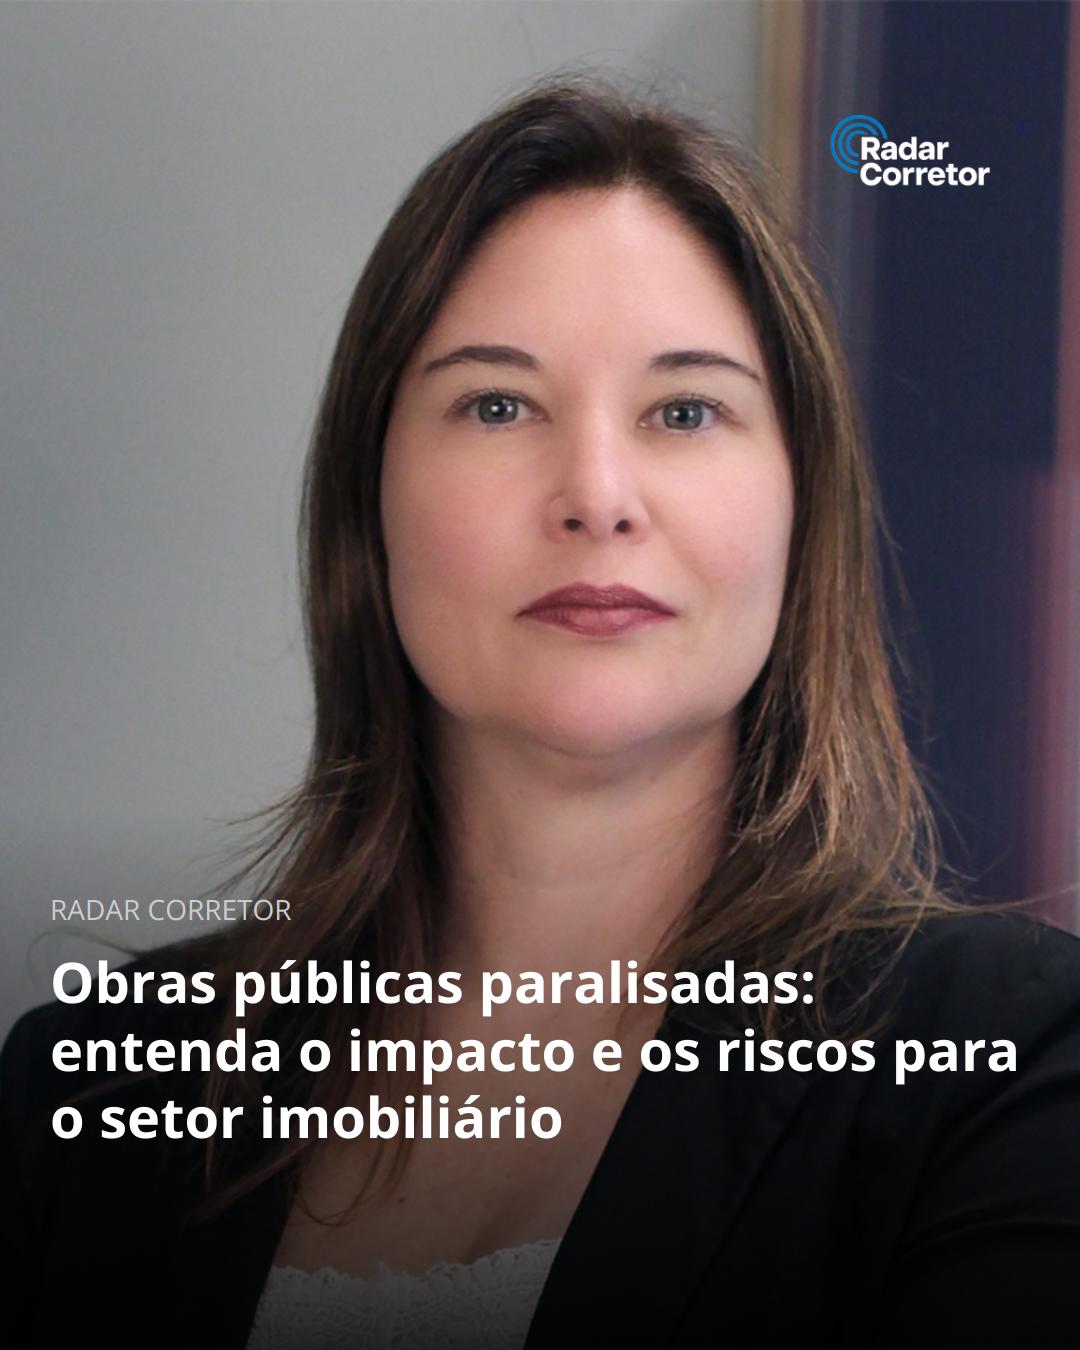 Radar
Corretor
RADAR CORRETOR
Obras públicas paralisadas:
entenda o impacto e os riscos para
o setor imobiliário